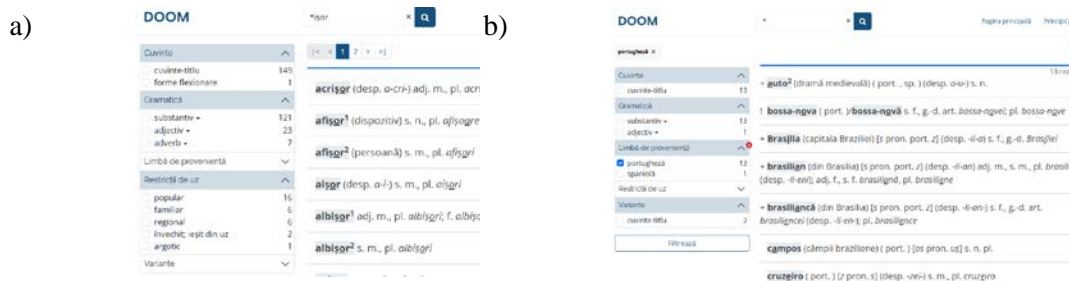 a)
DOOM
*ișor ×
Cuvinte
cuvinte-titlu 149
forme flexionare 1
Gramatică
substantiv 121
adjectiv 23
adverb 7
Limbă de proveniență
Restricții de uz
popular 16
familiar 6
regional 6
învechit; ieșit din uz 2
argotic 1
Variante
|< < 1 2 > >|
acrișor (desp. a-cri-) adj. m., pl. acri
afișor¹ (dispozitiv) s. n., pl. afișoare
afișor² (persoană) s. m., pl. afișori
aișor (desp. a-i-) s. m., pl. aișori
albișor¹ adj. m., pl. albișori; f. albișo
albișor² s. m., pl. albișori
b)
DOOM
* ×
Pagina principală Principii
portugheză ×
Cuvinte
cuvinte-titlu 13
Gramatică
substantiv 13
adjectiv 1
Limbă de proveniență
portugheză 13
spaniolă 1
Restricții de uz
Variante
cuvinte-titlu 2
Filtrează
+ auto² (dramă medievală) ( port. , sp. ) (desp. a-u-) s. n.
! bossa-nova ( port. )/bossa-novă s. f., g.-d. art. bossa-novei; pl. bossa-nove
+ Brasília (capitala Braziliei) [s pron. port. z] (desp. -li-a) s. f., g.-d. Brasíliei
+ brasilian (din Brasília) [s pron. port. z] (desp. -li-an) adj. m., s. m., pl. brasili
(desp. -li-eni); adj. f., s. f. brasiliană, pl. brasiliene
+ brasiliancă (din Brasília) [s pron. port. z] (desp. -li-an-) s. f., g.-d. art.
brasiliencei (desp. -li-en-); pl. brasilience
campos (câmpii braziliene) ( port. ) [os pron. us] s. n. pl.
cruzeiro ( port. ) [z pron. s] (desp. -zei-) s. m., pl. cruzeiro